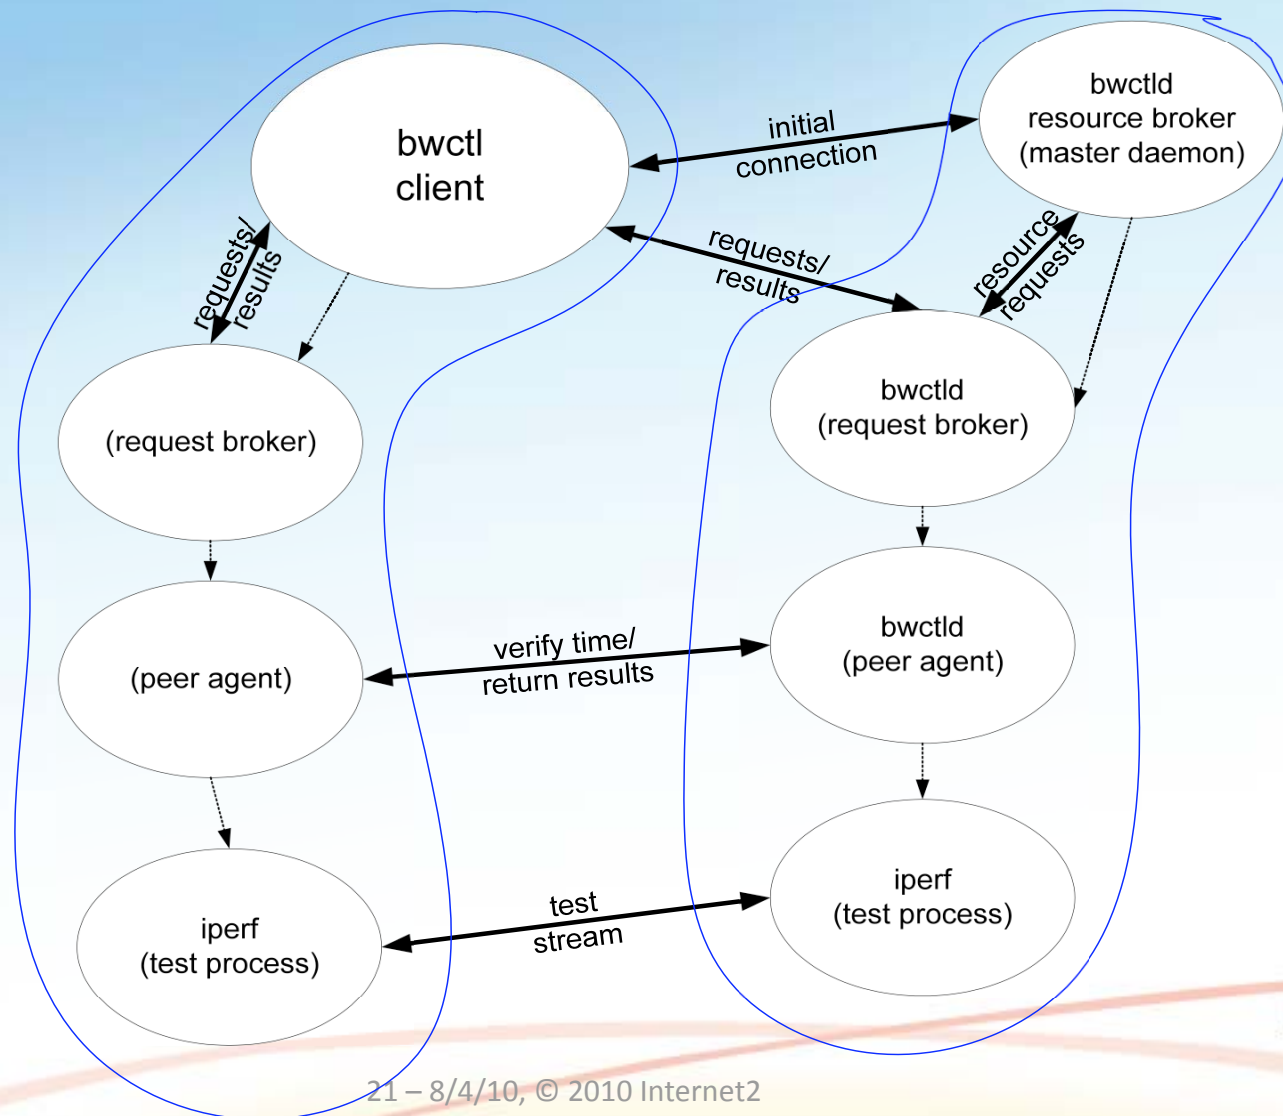 bwctl
client
initial
connection
bwctld
resource broker
(master daemon)
requests/
results
requests/
results
resource
requests
(request broker)
bwctld
(request broker)
(peer agent)
verify time/
return results
bwctld
(peer agent)
iperf
(test process)
test
stream
iperf
(test process)
21 – 8/4/10, © 2010 Internet2